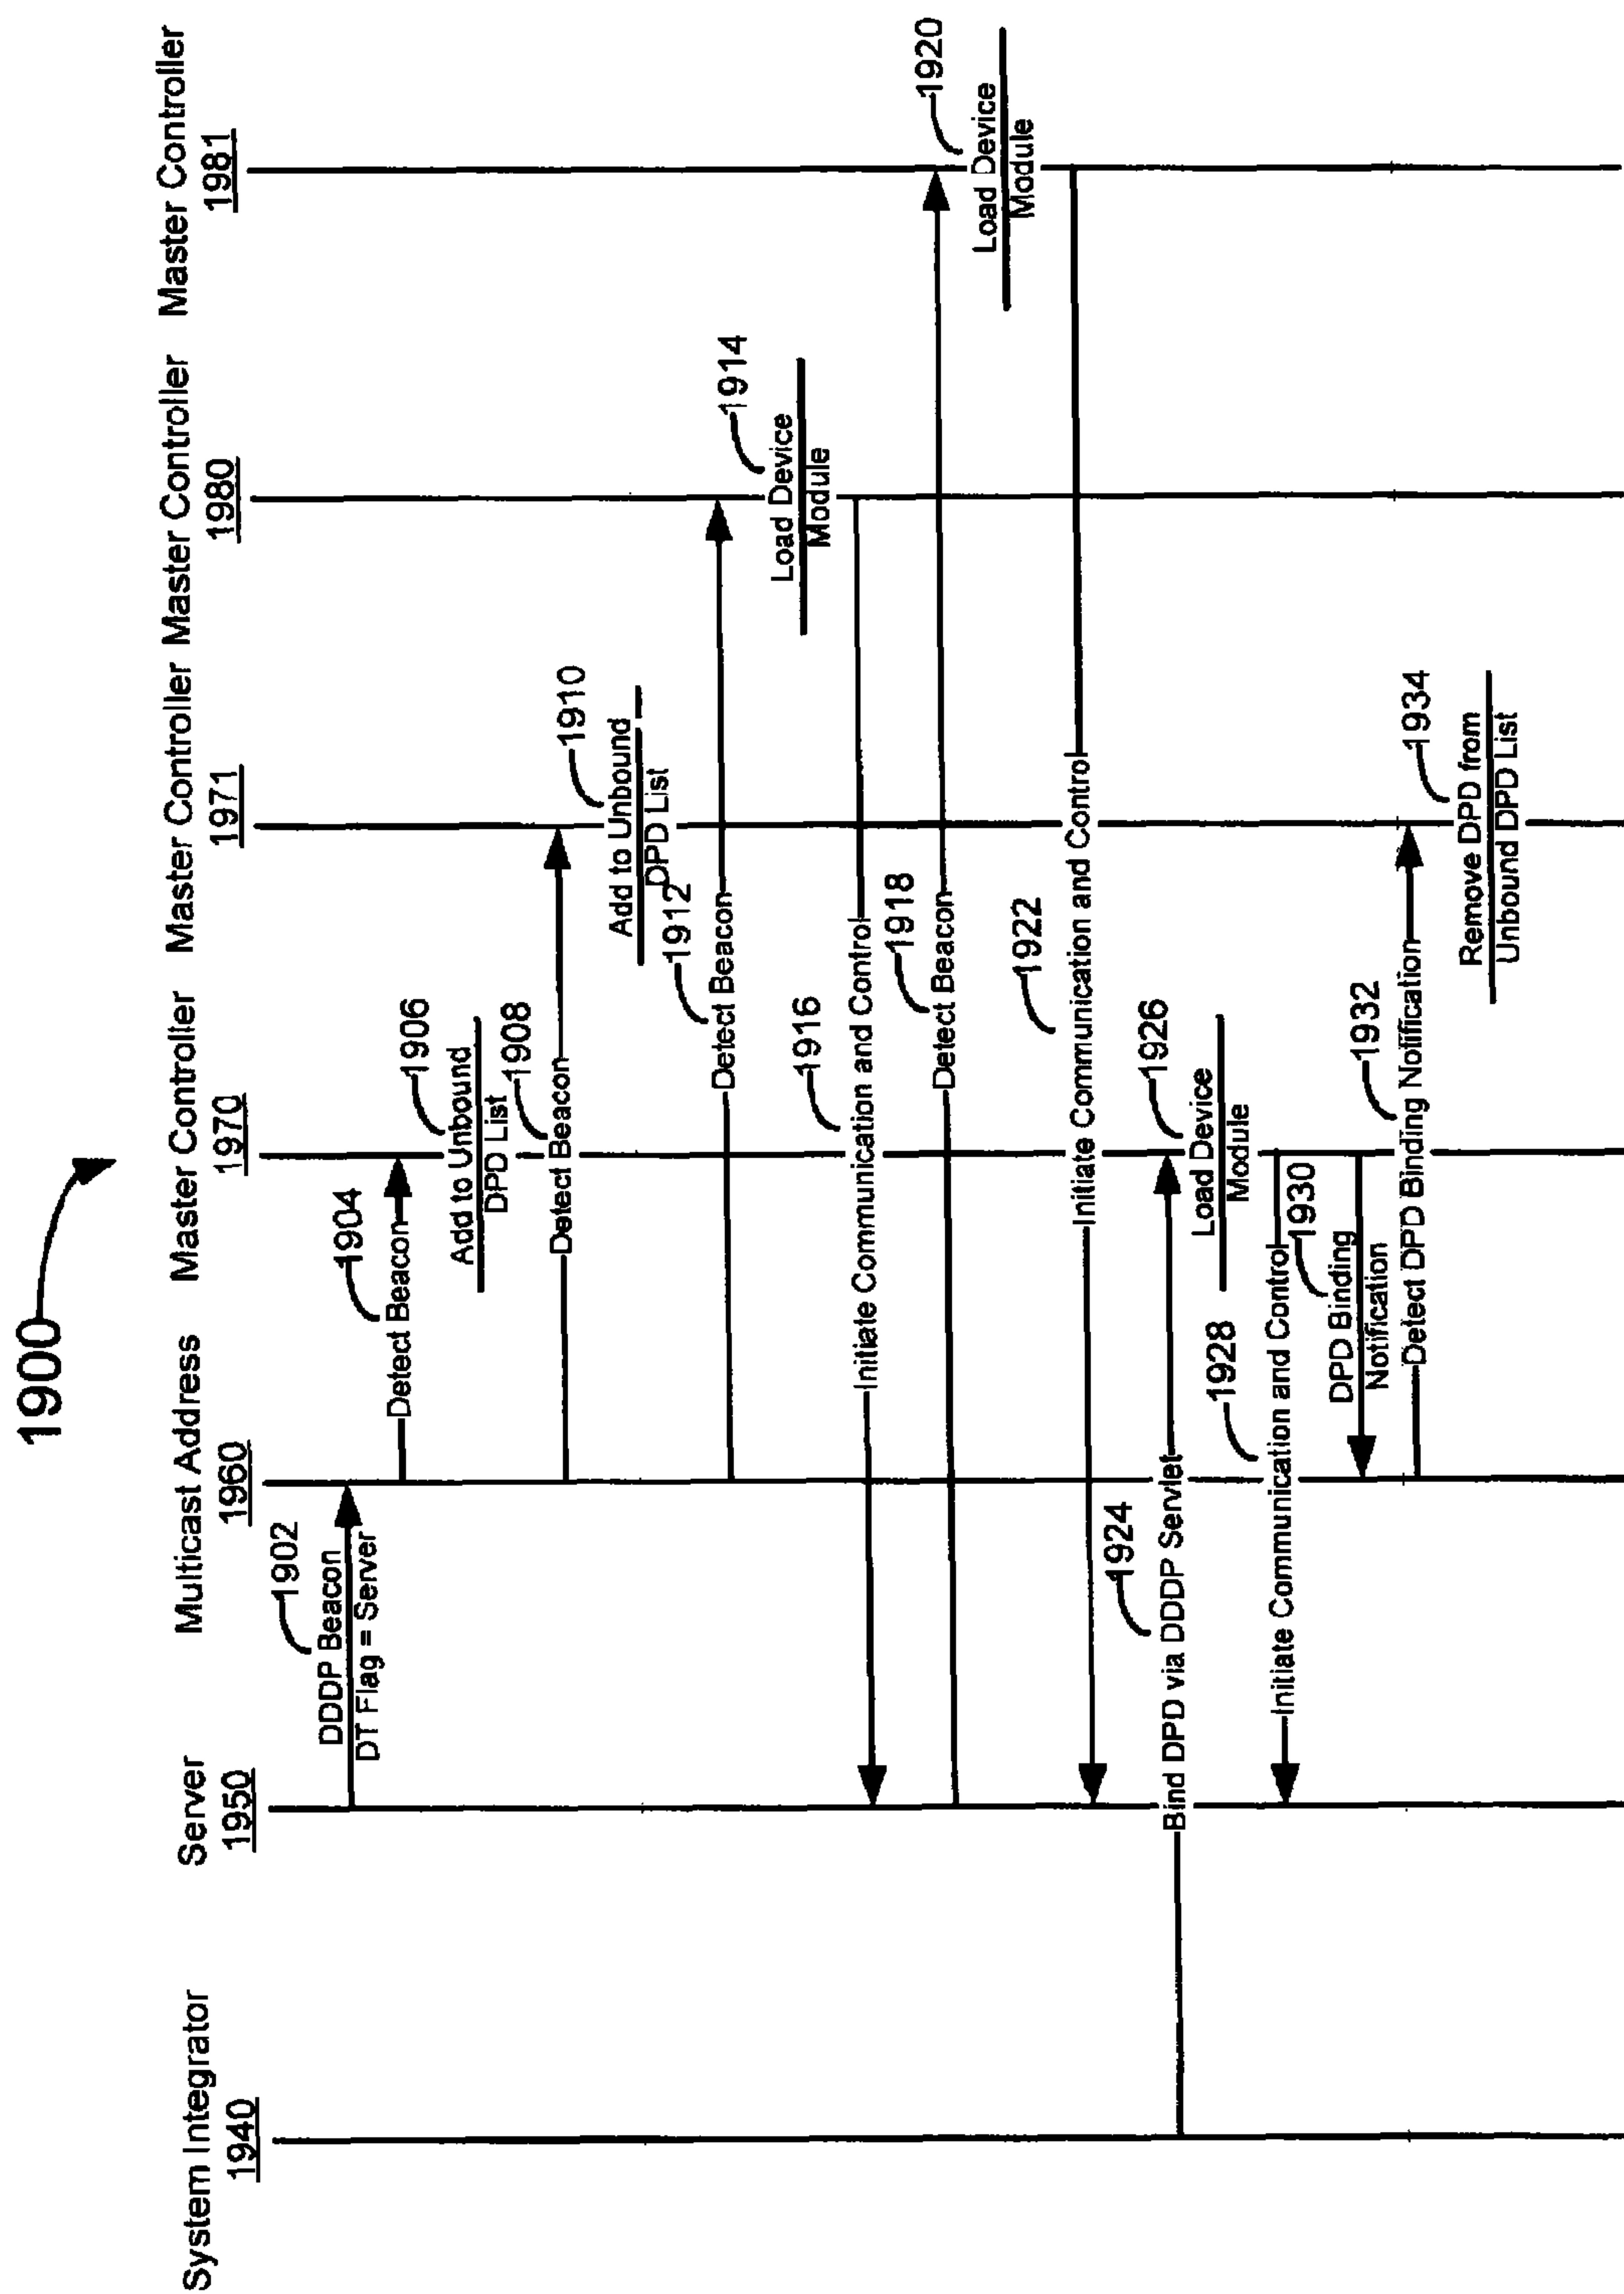 1900
System Integrator
1940
Server
1950
Multicast Address
1960
Master Controller
1970
Master Controller
1971
Master Controller
1980
Master Controller
1981
1902
DDDP Beacon
DT Flag = Server
1904
Detect Beacon
1906
Add to Unbound
DPD List
1908
Detect Beacon
1910
Add to Unbound
DPD List
1912
Detect Beacon
1914
Load Device
Module
1916
Initiate Communication and Control
1918
Detect Beacon
1920
Load Device
Module
1922
Initiate Communication and Control
1924
Bind DPD via DDDP Servlet
1926
Load Device
Module
1928
Initiate Communication and Control
1930
DPD Binding
Notification
1932
Detect DPD Binding Notification
1934
Remove DPD from
Unbound DPD List